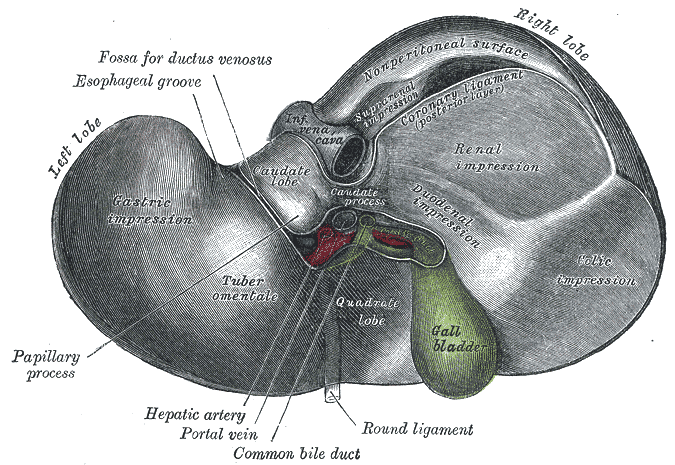 Right lobe
Nonperitoneal surface
Fossa for ductus venosus
Esophageal groove
Suprarenal
impression
Coronary ligament
(posterior layer)
Left lobe
Inf.
vena
cava
Renal
impression
Caudate
lobe
Caudate
process
Gastric
impression
Duodenal
impression
Colic
impression
Tuber
omentale
Quadrate
lobe
Gall
bladder
Papillary
process
Hepatic artery
Portal vein
Common bile duct
Round ligament